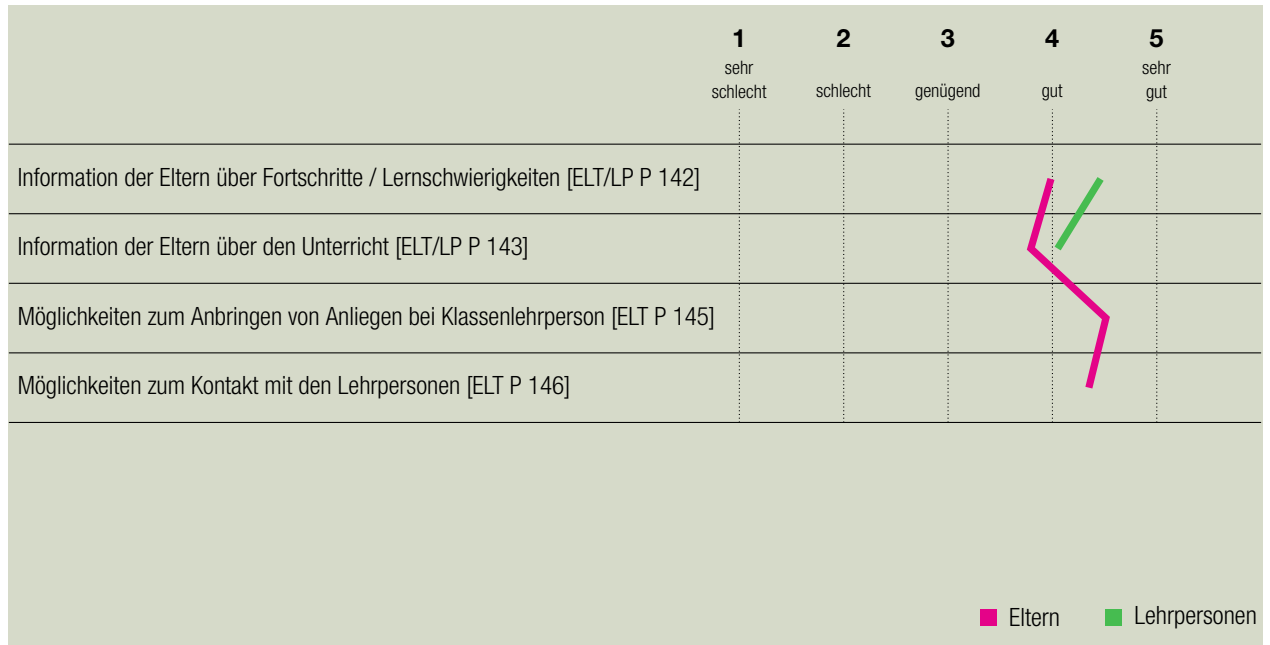 1 2 3 4 5
sehr schlecht schlecht genügend gut sehr gut
Information der Eltern über Fortschritte / Lernschwierigkeiten [ELT/LP P 142]
Information der Eltern über den Unterricht [ELT/LP P 143]
Möglichkeiten zum Anbringen von Anliegen bei Klassenlehrperson [ELT P 145]
Möglichkeiten zum Kontakt mit den Lehrpersonen [ELT P 146]
Eltern Lehrpersonen